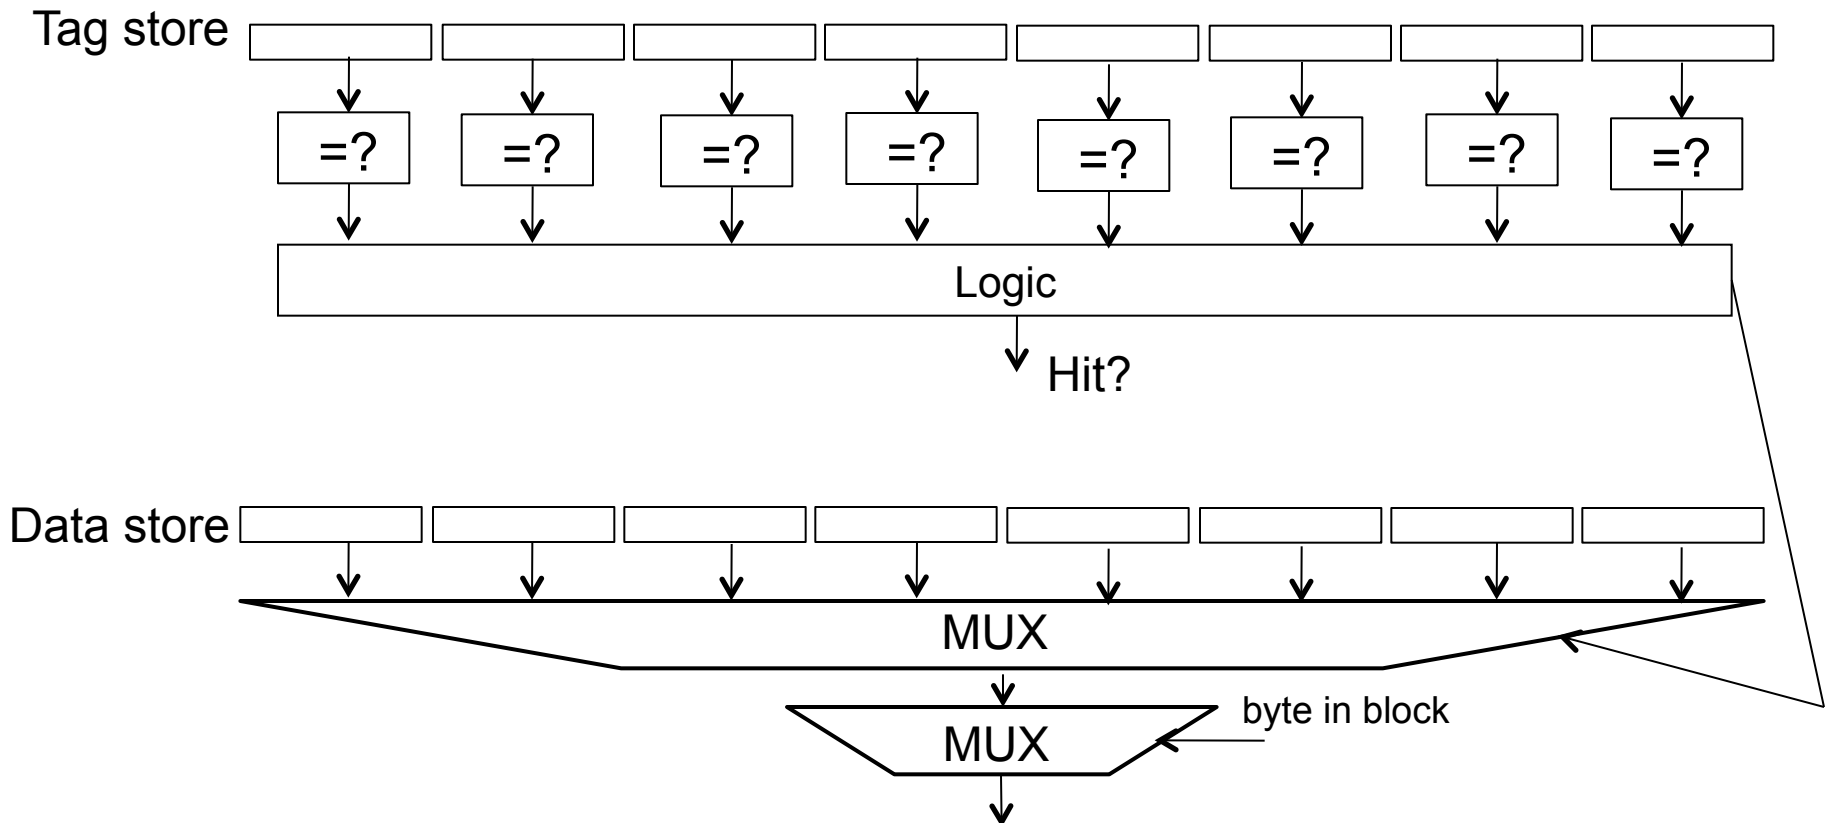 Tag store
=? =? =? =? =? =? =? =?
Logic
Hit?
Data store
MUX
byte in block
MUX